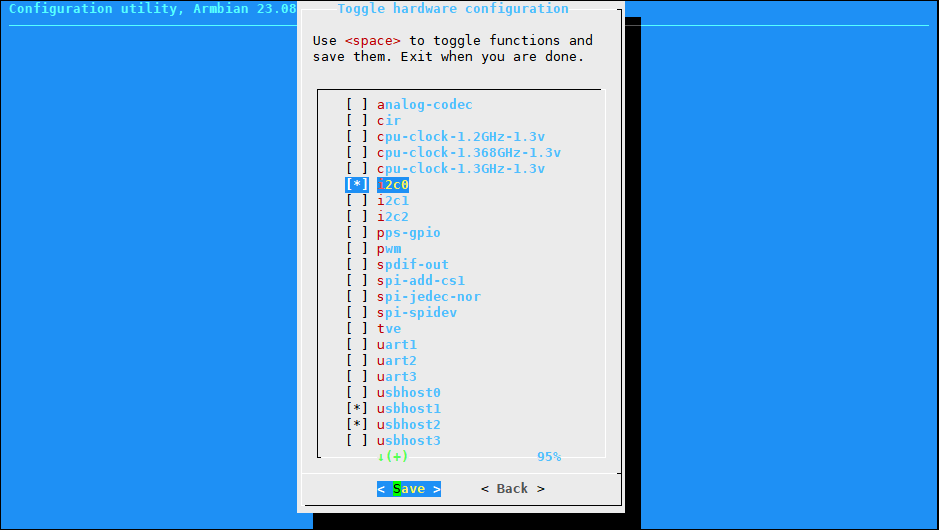 Configuration utility, Armbian 23.08
Toggle hardware configuration
Use <space> to toggle functions and
save them. Exit when you are done.
[ ] analog-codec
[ ] cir
[ ] cpu-clock-1.2GHz-1.3v
[ ] cpu-clock-1.368GHz-1.3v
[ ] cpu-clock-1.3GHz-1.3v
[*] i2c0
[ ] i2c1
[ ] i2c2
[ ] pps-gpio
[ ] pwm
[ ] spdif-out
[ ] spi-add-cs1
[ ] spi-jedec-nor
[ ] spi-spidev
[ ] tve
[ ] uart1
[ ] uart2
[ ] uart3
[ ] usbhost0
[*] usbhost1
[*] usbhost2
[ ] usbhost3
↓(+) 95%
< Save > < Back >